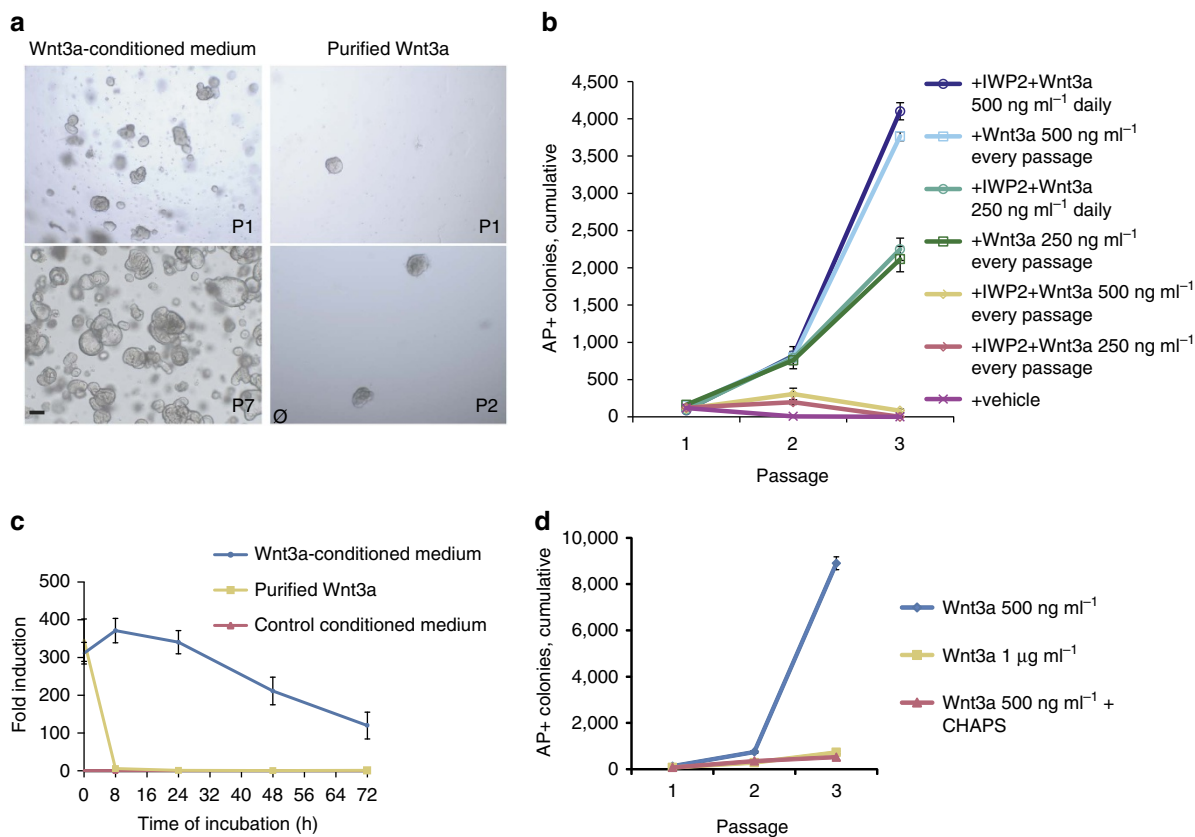 a
Wnt3a-conditioned medium
Purified Wnt3a
P1
P1
P7
Ø
P2
b
AP+ colonies, cumulative
4,500
4,000
3,500
3,000
2,500
2,000
1,500
1,000
500
0
1
2
3
Passage
+IWP2+Wnt3a
500 ng ml⁻¹ daily
+Wnt3a 500 ng ml⁻¹
every passage
+IWP2+Wnt3a
250 ng ml⁻¹ daily
+Wnt3a 250 ng ml⁻¹
every passage
+IWP2+Wnt3a 500 ng ml⁻¹
every passage
+IWP2+Wnt3a 250 ng ml⁻¹
every passage
+vehicle
c
Wnt3a-conditioned medium
Purified Wnt3a
Control conditioned medium
Fold induction
500
400
300
200
100
0
0 8 16 24 32 40 48 56 64 72
Time of incubation (h)
d
AP+ colonies, cumulative
10,000
8,000
6,000
4,000
2,000
0
1
2
3
Passage
Wnt3a 500 ng ml⁻¹
Wnt3a 1 μg ml⁻¹
Wnt3a 500 ng ml⁻¹ +
CHAPS